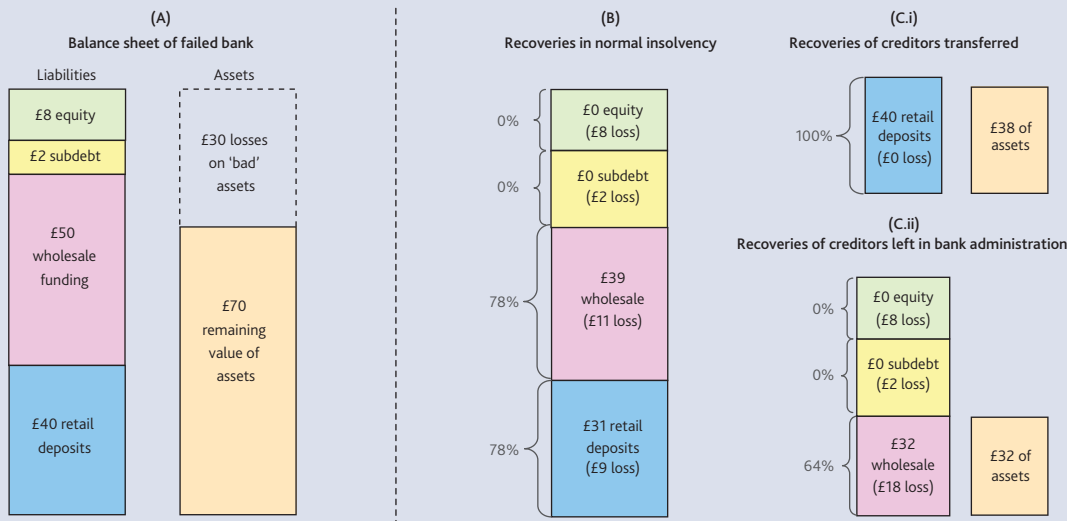 (A)
Balance sheet of failed bank
Liabilities
Assets
£8 equity
£2 subdebt
£50
wholesale
funding
£40 retail
deposits
£30 losses
on ‘bad’
assets
£70
remaining
value of
assets
(B)
Recoveries in normal insolvency
0%
£0 equity
(£8 loss)
0%
£0 subdebt
(£2 loss)
78%
£39
wholesale
(£11 loss)
78%
£31 retail
deposits
(£9 loss)
(C.i)
Recoveries of creditors transferred
100%
£40 retail
deposits
(£0 loss)
£38 of
assets
(C.ii)
Recoveries of creditors left in bank administration
0%
£0 equity
(£8 loss)
0%
£0 subdebt
(£2 loss)
64%
£32
wholesale
(£18 loss)
£32 of
assets